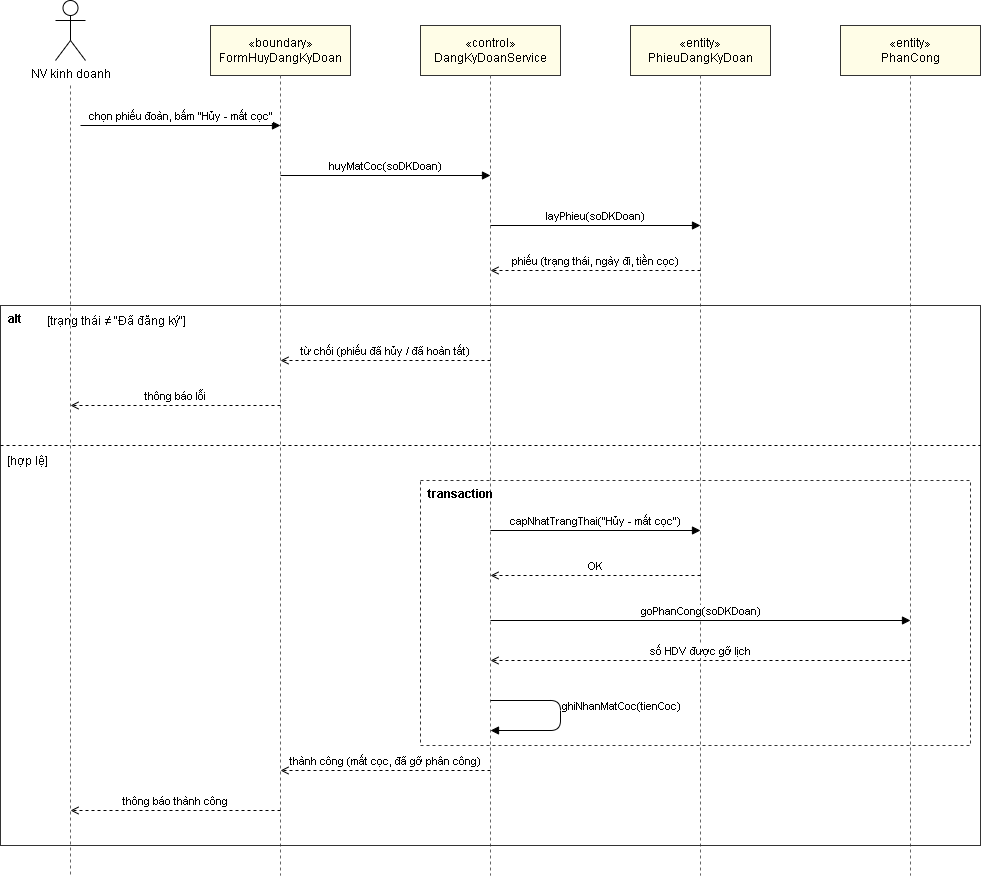 NV kinh doanh
«boundary»
FormHuyDangKyDoan
«control»
DangKyDoanService
«entity»
PhieuDangKyDoan
«entity»
PhanCong
chọn phiếu đoàn, bấm "Hủy - mất cọc"
huyMatCoc(soDKDoan)
layPhieu(soDKDoan)
phiếu (trạng thái, ngày đi, tiền cọc)
alt [trạng thái ≠ "Đã đăng ký"]
từ chối (phiếu đã hủy / đã hoàn tất)
thông báo lỗi
[hợp lệ]
transaction
capNhatTrangThai("Hủy - mất cọc")
OK
goPhanCong(soDKDoan)
số HDV được gỡ lịch
ghiNhanMatCoc(tienCoc)
thành công (mất cọc, đã gỡ phân công)
thông báo thành công